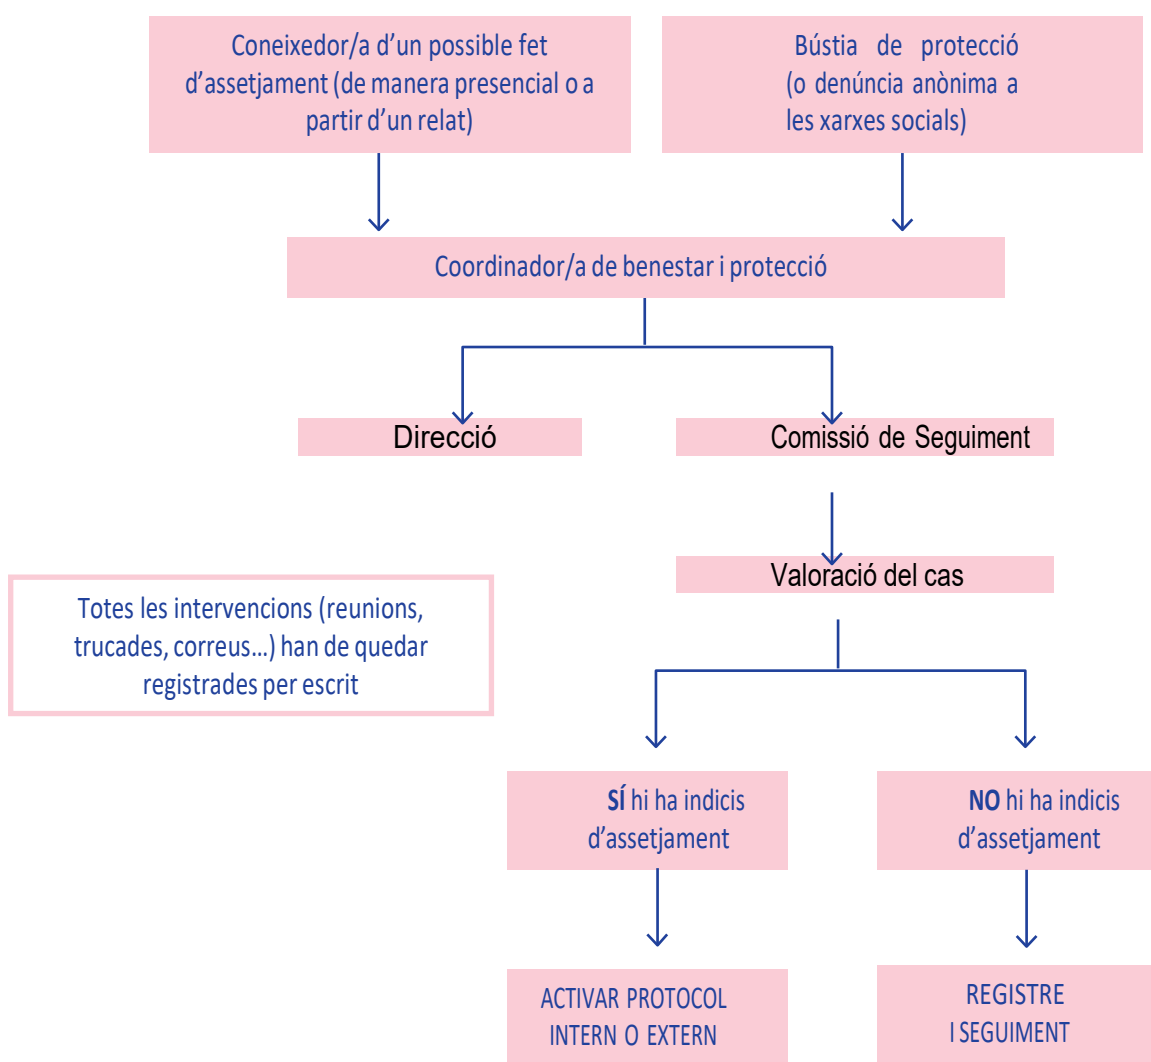 Coneixedor/a d'un possible fet
d'assetjament (de manera presencial o a
partir d'un relat)
Bústia de protecció
(o denúncia anònima a
les xarxes socials)
Coordinador/a de benestar i protecció
Direcció
Comissió de Seguiment
Valoració del cas
Totes les intervencions (reunions,
trucades, correus...) han de quedar
registrades per escrit
SÍ hi ha indicis
d'assetjament
NO hi ha indicis
d'assetjament
ACTIVAR PROTOCOL
INTERN O EXTERN
REGISTRE
I SEGUIMENT